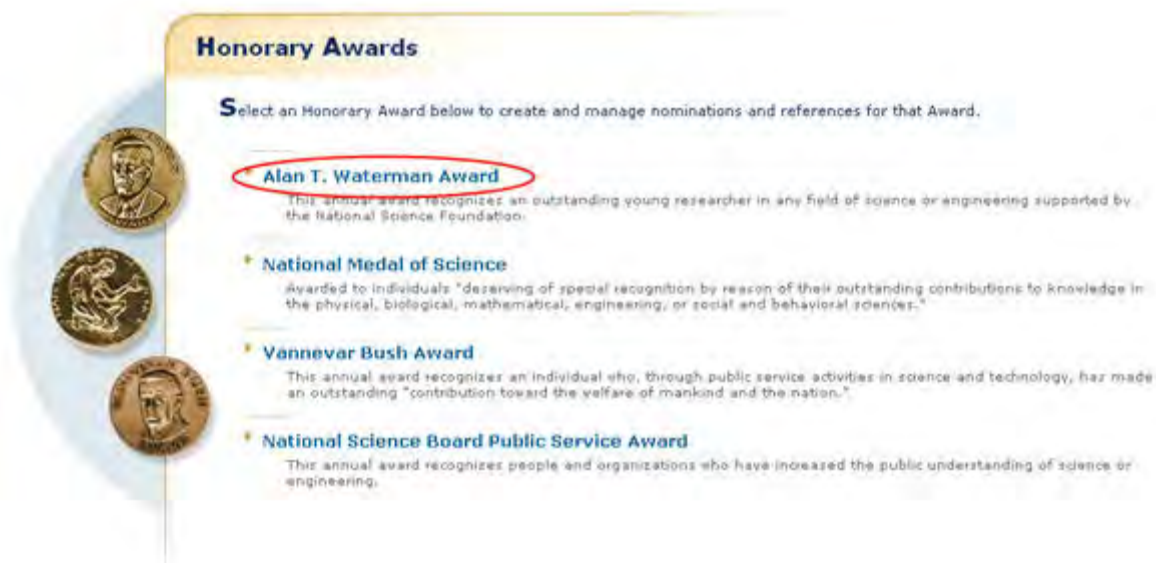 Honorary Awards
Select an Honorary Award below to create and manage nominations and references for that Award.
Alan T. Waterman Award
This annual award recognizes an outstanding young researcher in any field of science or engineering supported by
the National Science Foundation.
National Medal of Science
Awarded to individuals "deserving of special recognition by reason of their outstanding contributions to knowledge in
the physical, biological, mathematical, engineering, or social and behavioral sciences."
Vannevar Bush Award
This annual award recognizes an individual who, through public service activities in science and technology, has made
an outstanding "contribution toward the welfare of mankind and the nation."
National Science Board Public Service Award
This annual award recognizes people and organizations who have increased the public understanding of science or
engineering.